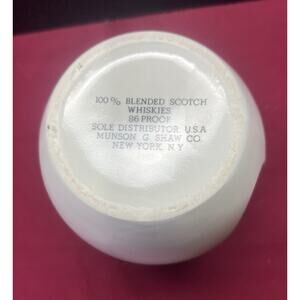 100% BLENDED SCOTCH
WHISKIES
86 PROOF
SOLE DISTRIBUTOR U.S.A
MUNSON G. SHAW CO.
NEW YORK, N.Y